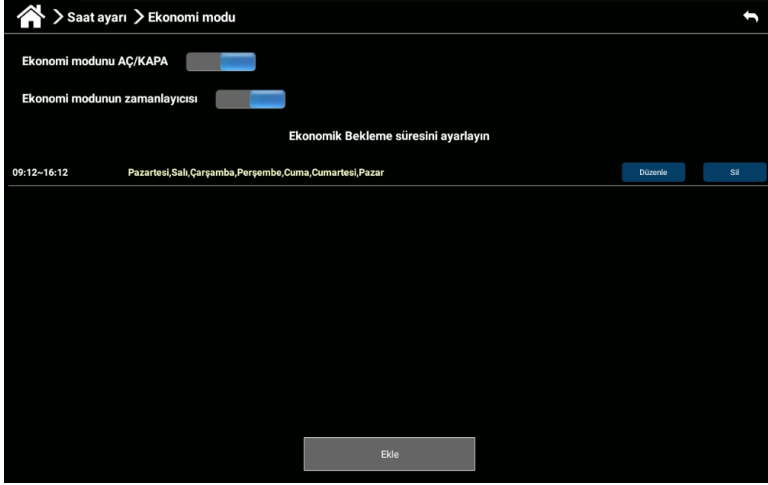 Saat ayarı Ekonomi modu
Ekonomi modunu AÇ/KAPA
Ekonomi modunun zamanlayıcısı
Ekonomik Bekleme süresini ayarlayın
09:12~16:12 Pazartesi,Salı,Çarşamba,Perşembe,Cuma,Cumartesi,Pazar Düzenle Sil
Ekle